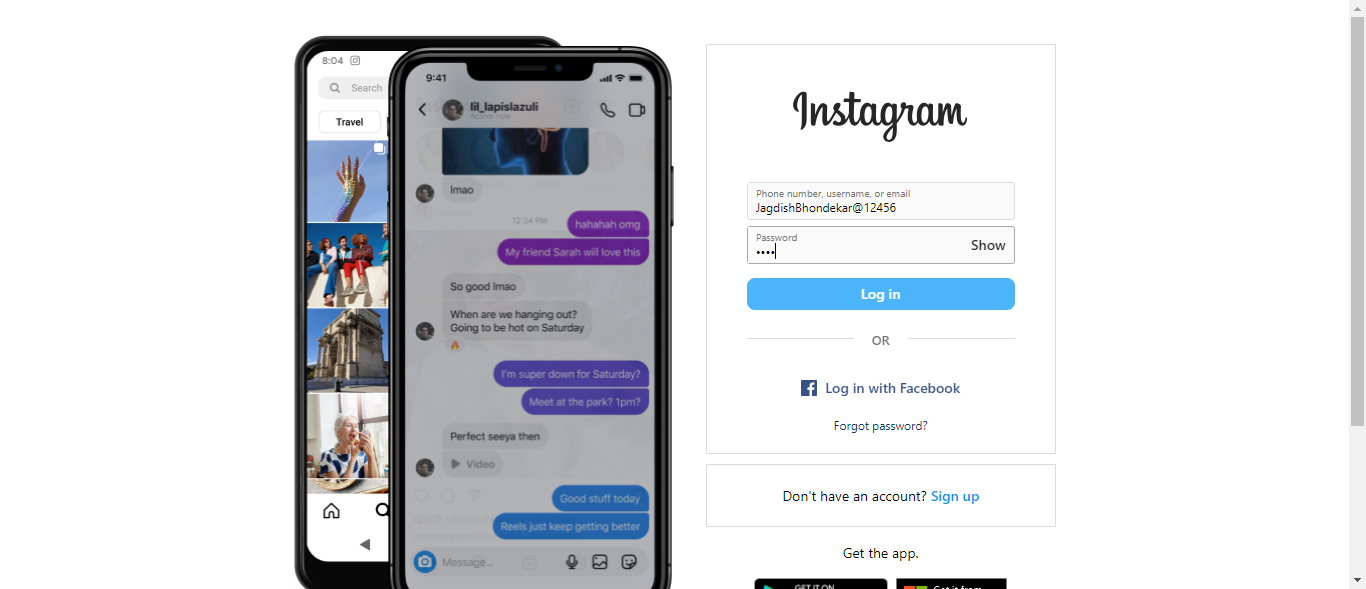 8:04
Search
Travel
9:41
lil_lapislazuli
Active now
lmao
12:34 PM
hahahah omg
My friend Sarah will love this
So good lmao
When are we hanging out?
Going to be hot on Saturday
I'm super down for Saturday?
Meet at the park? 1pm?
Perfect seeya then
Video
Good stuff today
Reels just keep getting better
Message...
Instagram
Phone number, username, or email
JagdishBhondekar@12456
Password
••••
Show
Log in
OR
Log in with Facebook
Forgot password?
Don't have an account? Sign up
Get the app.
GET IT ON
Get it from